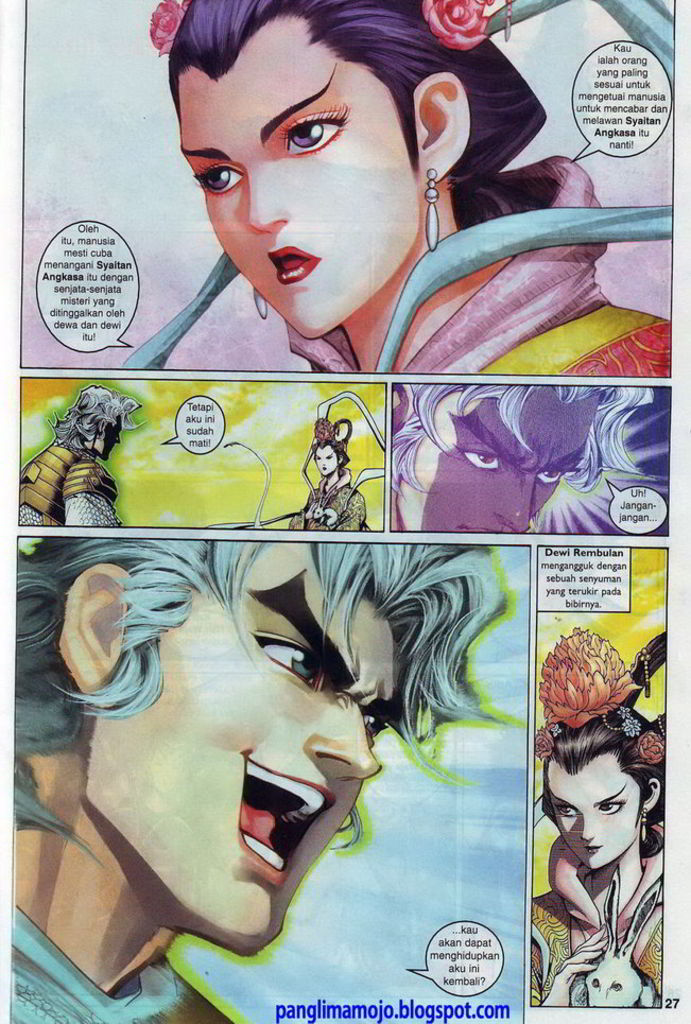 Kau
ialah orang
yang paling
sesuai untuk
mengetuai manusia
untuk mencabar dan
melawan Syaitan
Angkasa itu
nanti!
Oleh
itu, manusia
mesti cuba
menangani Syaitan
Angkasa itu dengan
senjata-senjata
misteri yang
ditinggalkan oleh
dewa dan dewi
itu!
Tetapi
aku ini
sudah
mati!
Uh!
Jangan-
jangan...
Dewi Rembulan
mengangguk dengan
sebuah senyuman
yang terukir pada
bibirnya.
...kau
akan dapat
menghidupkan
aku ini
kembali?
panglimamojo.blogspot.com
27